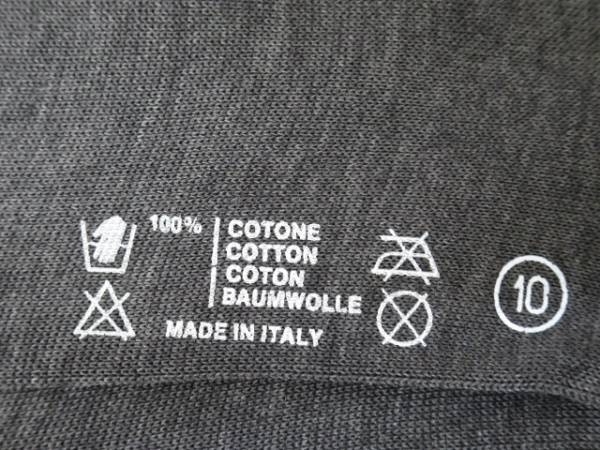 100% COTONE
COTTON
COTON
BAUMWOLLE
MADE IN ITALY
10